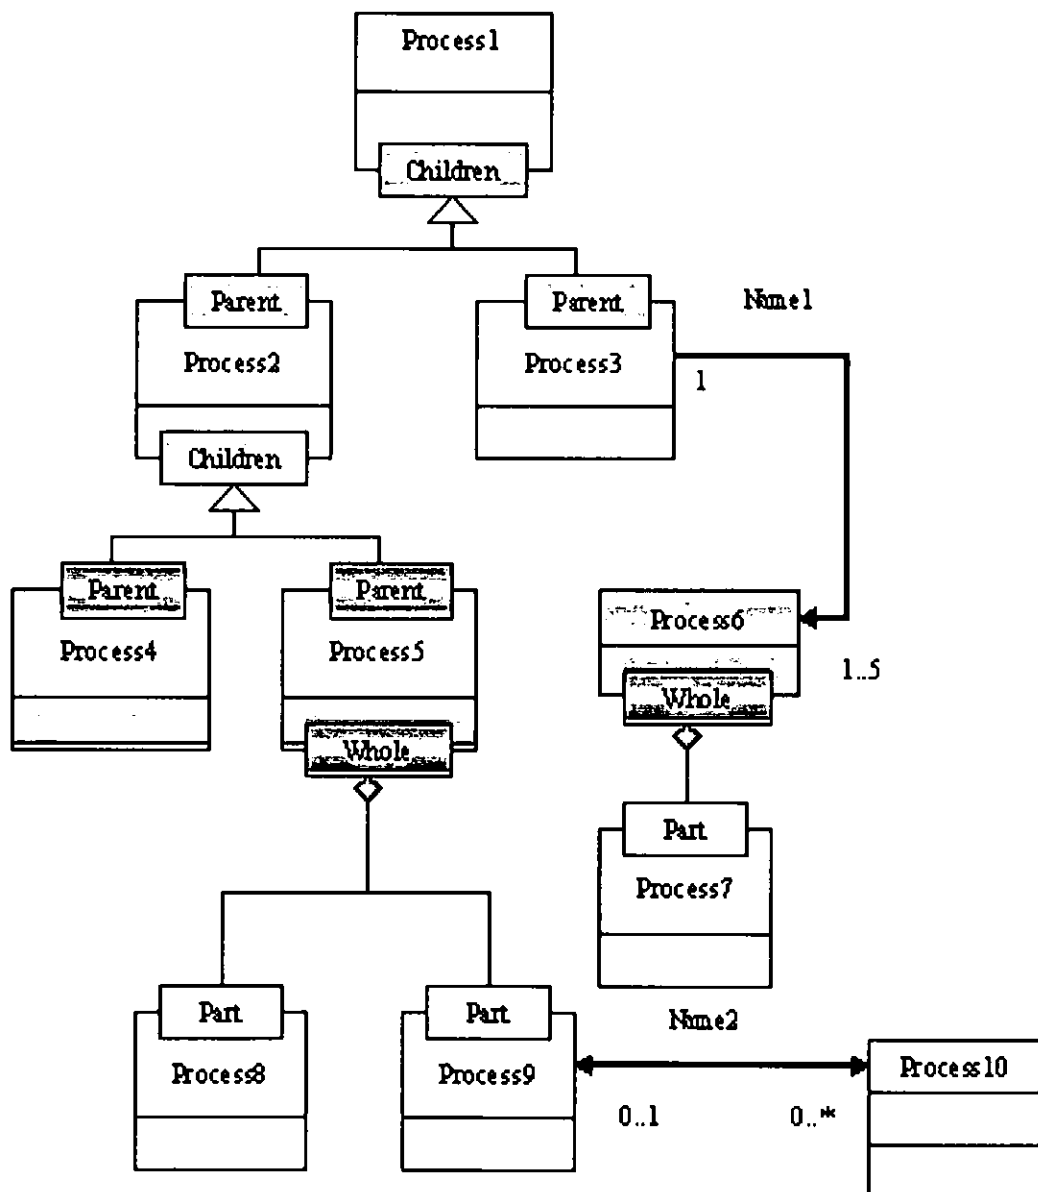 Process1
Children
Parent
Parent
Name1
Process2
Process3
1
Children
Parent
Parent
Process4
Process5
Process6
1..5
Whole
Whole
Part
Process7
Part
Part
Name2
Process8
Process9
Process10
0..1
0..*